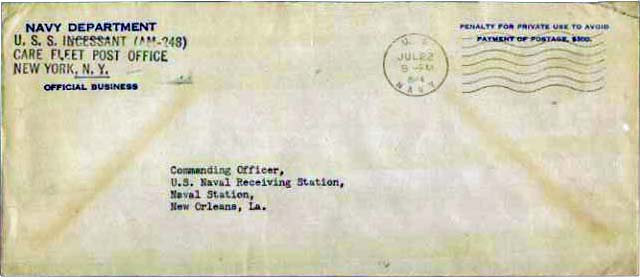 NAVY DEPARTMENT
U. S. S. INCESSANT (AM-248)
CARE FLEET POST OFFICE
NEW YORK, N. Y.
OFFICIAL BUSINESS
PENALTY FOR PRIVATE USE TO AVOID
PAYMENT OF POSTAGE, $300.
U. S.
JUL 22
PM
NAVY
Commanding Officer,
U.S. Naval Receiving Station,
Naval Station,
New Orleans, La.